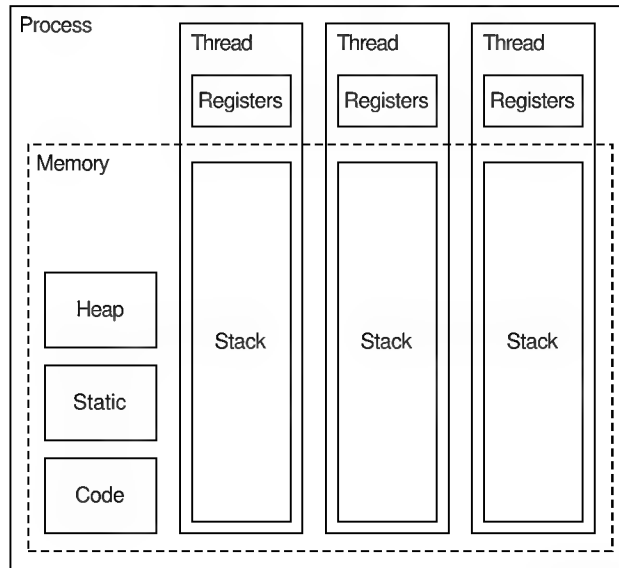 Process
Thread
Thread
Thread
Registers
Registers
Registers
Memory
Heap
Static
Code
Stack
Stack
Stack